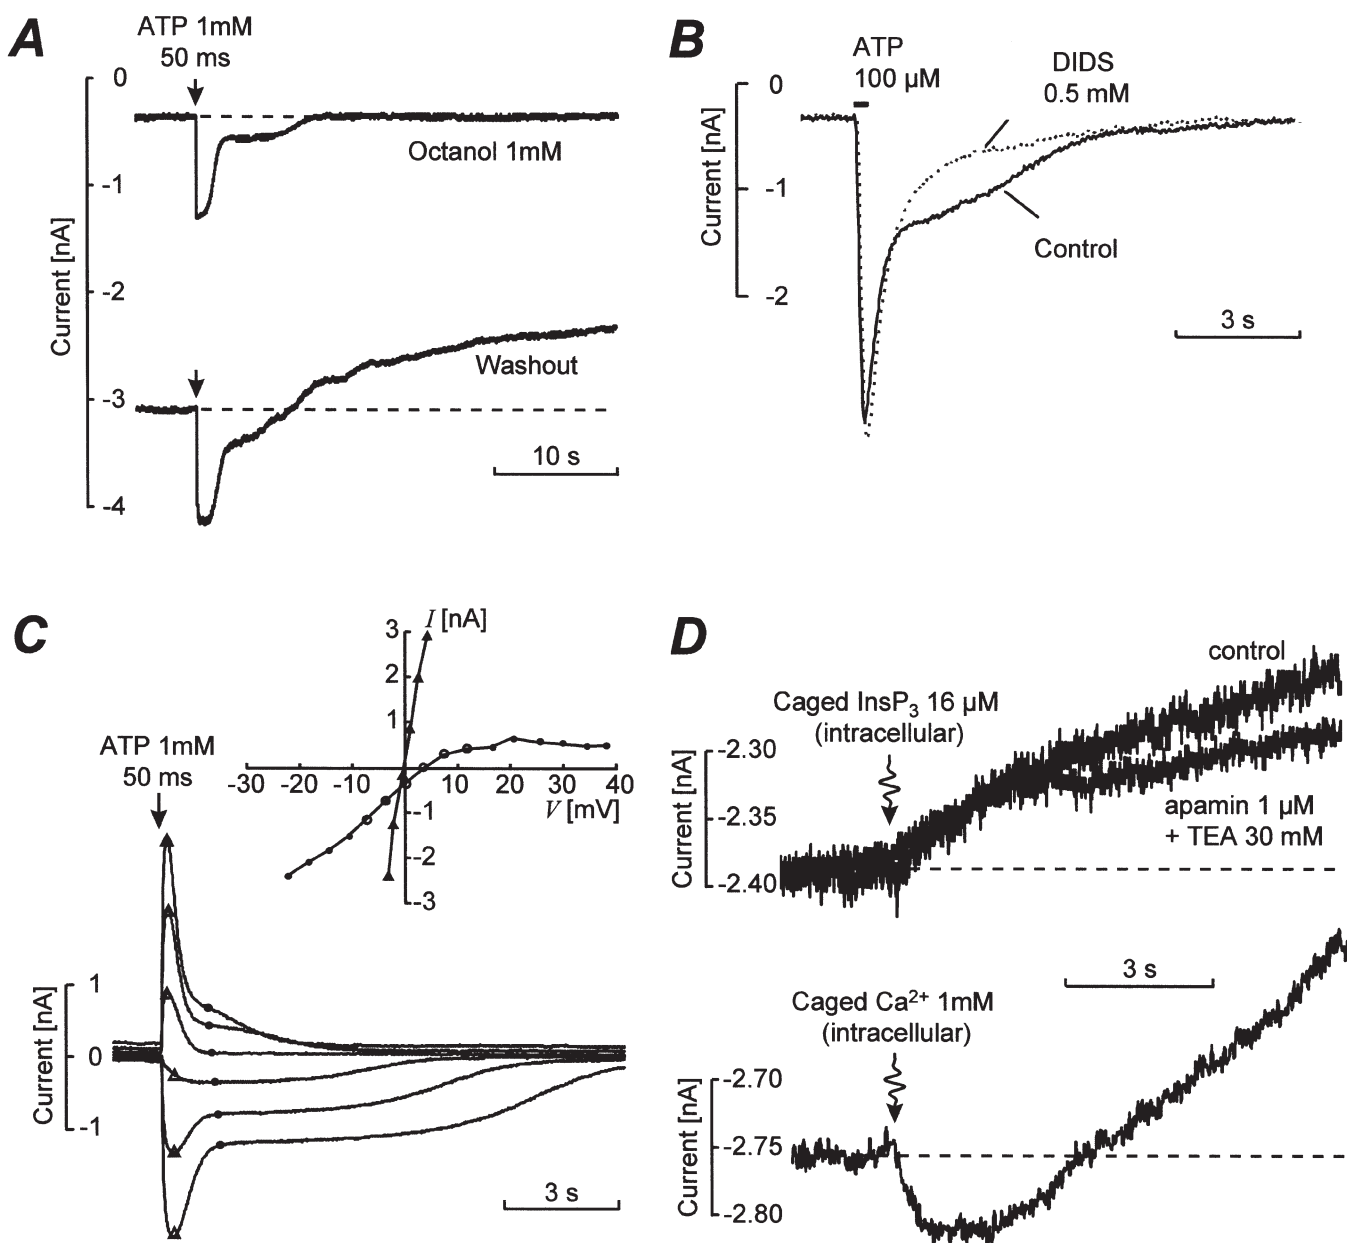 A
ATP 1mM
50 ms
0
-1
-2
-3
-4
Current [nA]
Octanol 1mM
Washout
10 s
B
ATP
100 µM
DIDS
0.5 mM
0
-1
-2
Current [nA]
Control
3 s
C
ATP 1mM
50 ms
I [nA]
3
2
1
-1
-2
-3
-30 -20 -10 0 10 20 30 40
V [mV]
1
0
-1
Current [nA]
3 s
D
control
Caged InsP3 16 µM
(intracellular)
-2.30
-2.35
-2.40
Current [nA]
apamin 1 µM
+ TEA 30 mM
3 s
Caged Ca2+ 1mM
(intracellular)
-2.70
-2.75
-2.80
Current [nA]